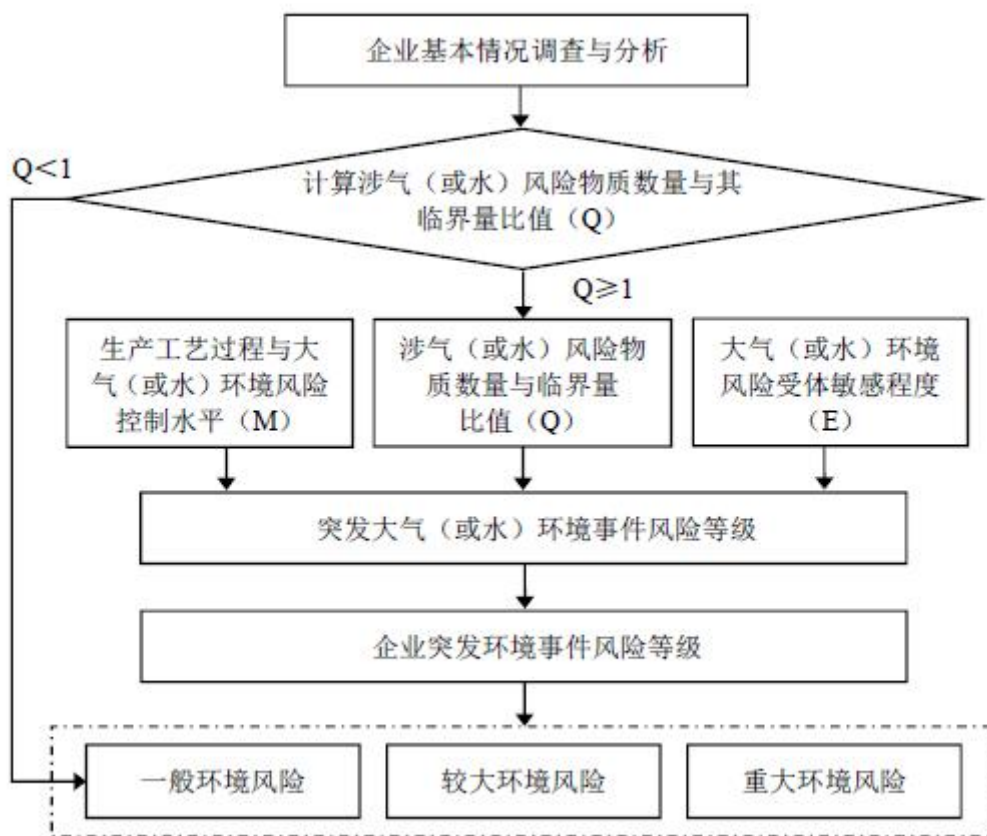 企业基本情况调查与分析
Q＜1
计算涉气（或水）风险物质数量与其
临界量比值（Q）
Q≥1
生产工艺过程与大
气（或水）环境风险
控制水平（M）
涉气（或水）风险物
质数量与临界量
比值（Q）
大气（或水）环境
风险受体敏感程度
（E）
突发大气（或水）环境事件风险等级
企业突发环境事件风险等级
一般环境风险
较大环境风险
重大环境风险